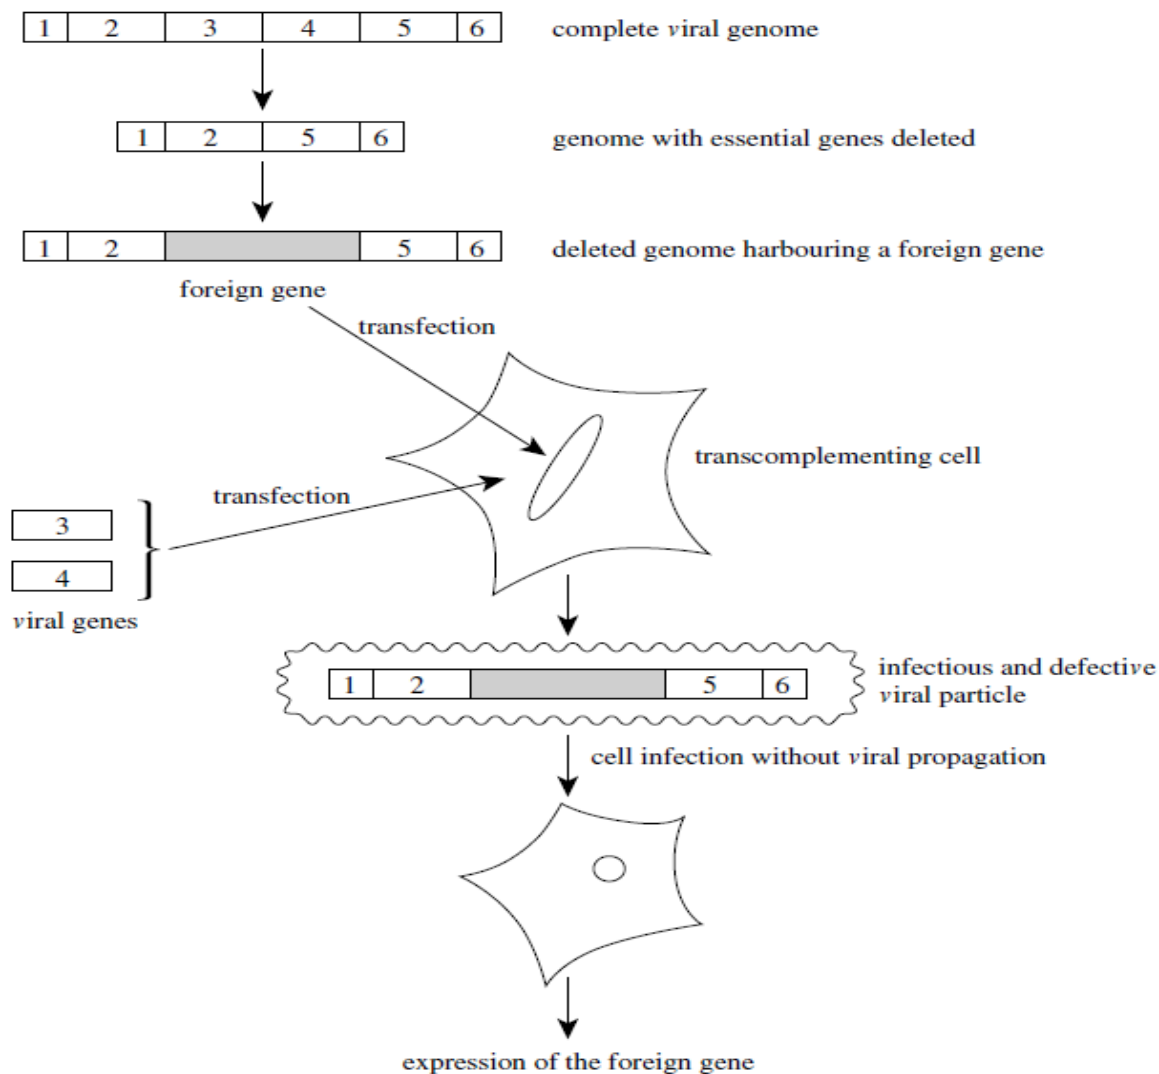 1 2 3 4 5 6 complete viral genome
1 2 5 6 genome with essential genes deleted
1 2 5 6 deleted genome harbouring a foreign gene
foreign gene
transfection
transcomplementing cell
transfection
3
4
viral genes
1 2 5 6
infectious and defective
viral particle
cell infection without viral propagation
expression of the foreign gene